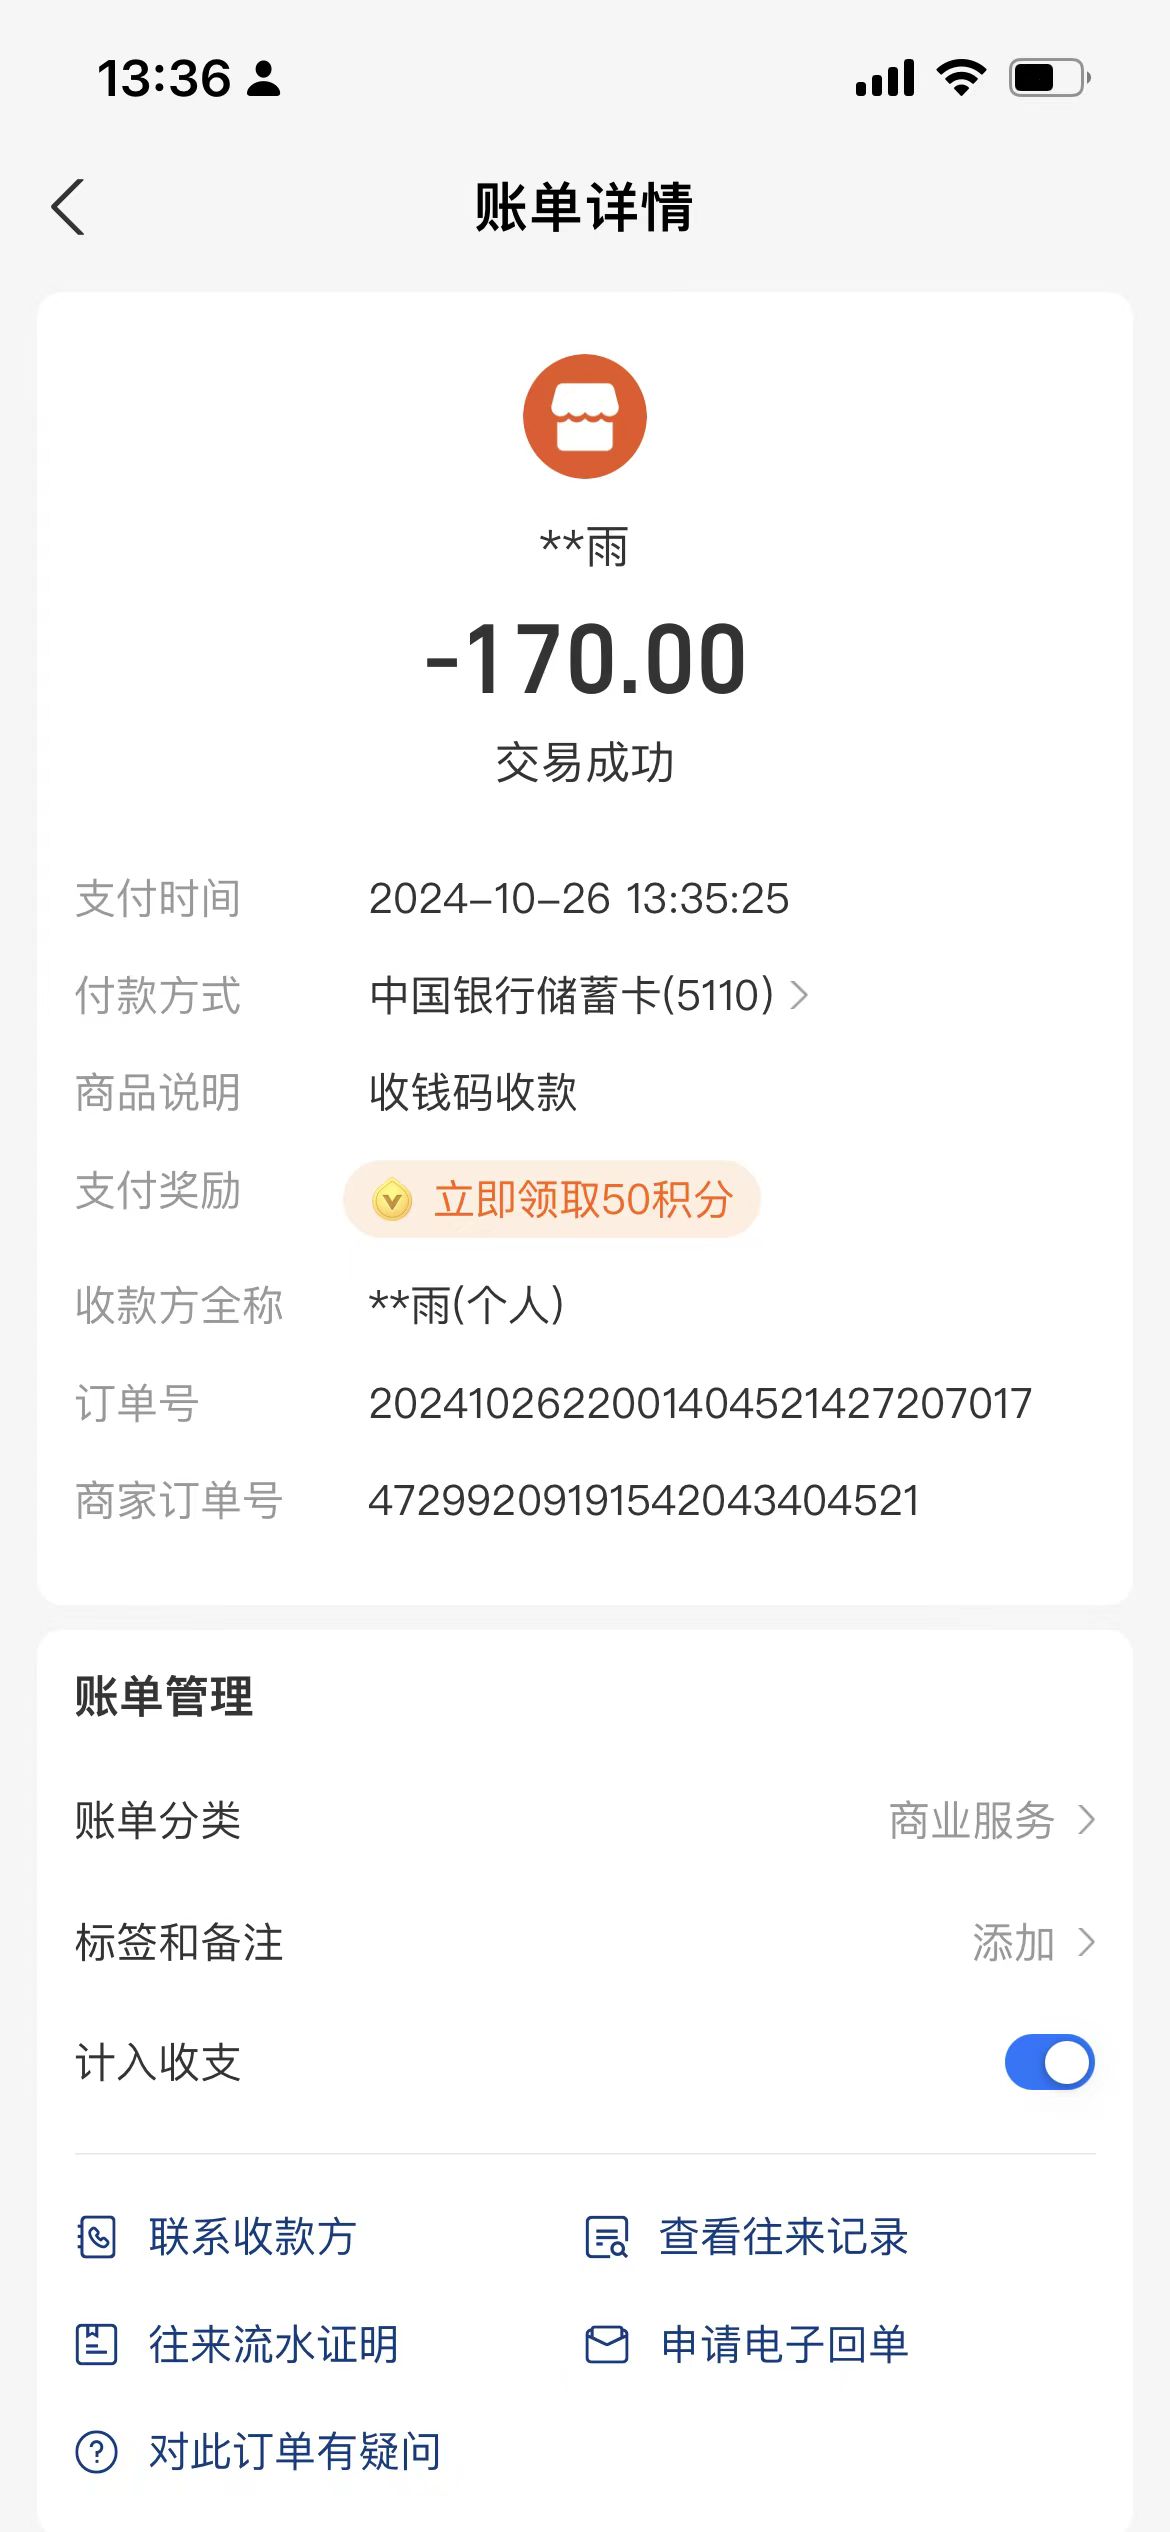 13:36
账单详情
**雨
-170.00
交易成功
支付时间 2024-10-26 13:35:25
付款方式 中国银行储蓄卡(5110)
商品说明 收钱码收款
支付奖励 立即领取50积分
收款方全称 **雨(个人)
订单号 2024102622001404521427207017
商家订单号 47299209191542043404521
账单管理
账单分类 商业服务
标签和备注 添加
计入收支
联系收款方 查看往来记录
往来流水证明 申请电子回单
对此订单有疑问